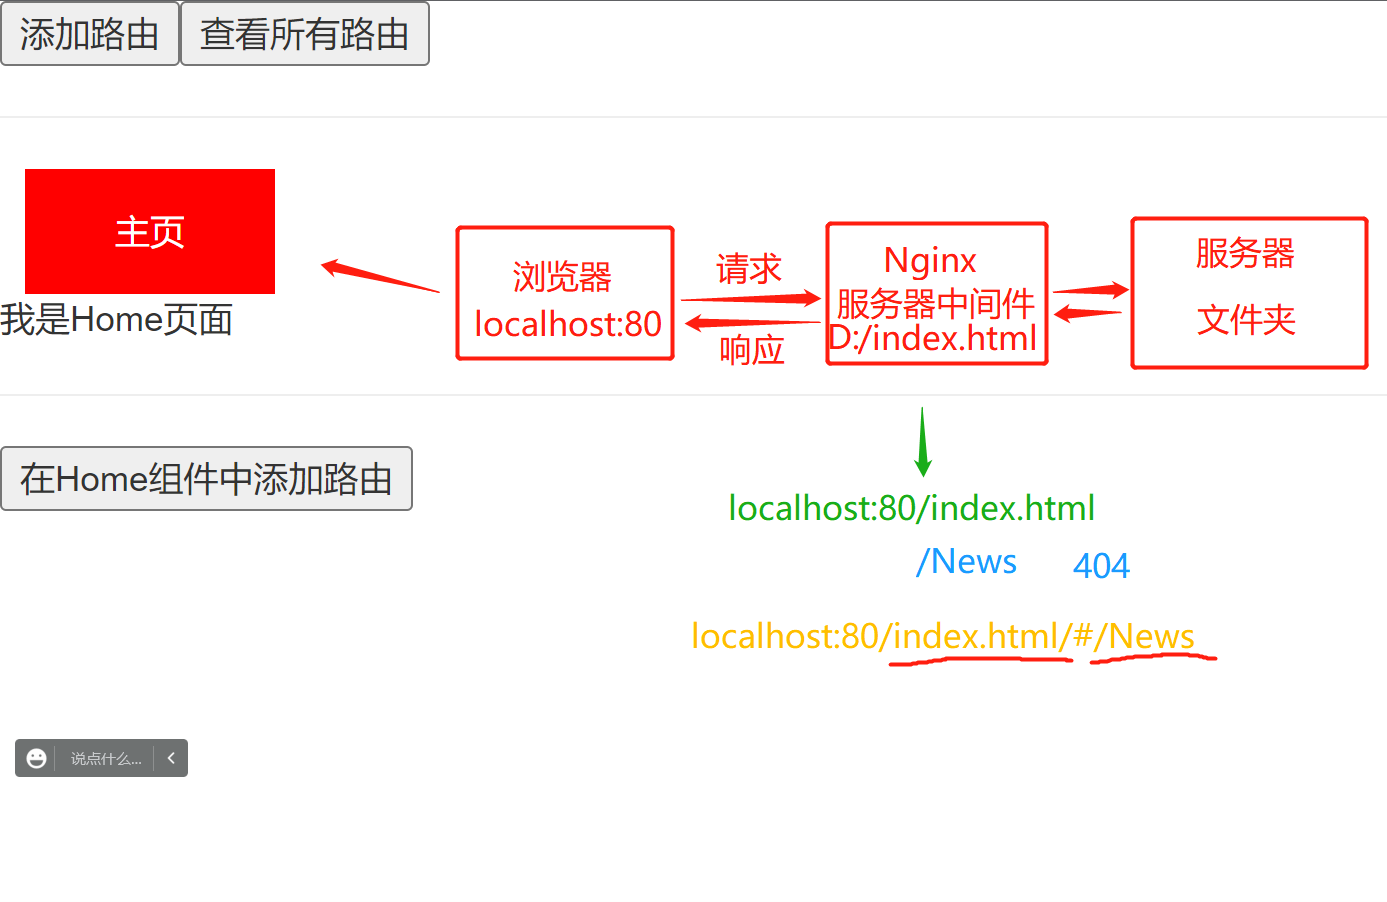 添加路由 查看所有路由
主页
我是Home页面
浏览器
localhost:80
请求
响应
Nginx
服务器中间件
D:/index.html
服务器
文件夹
在Home组件中添加路由
localhost:80/index.html
/News 404
localhost:80/index.html/#/News
说点什么...